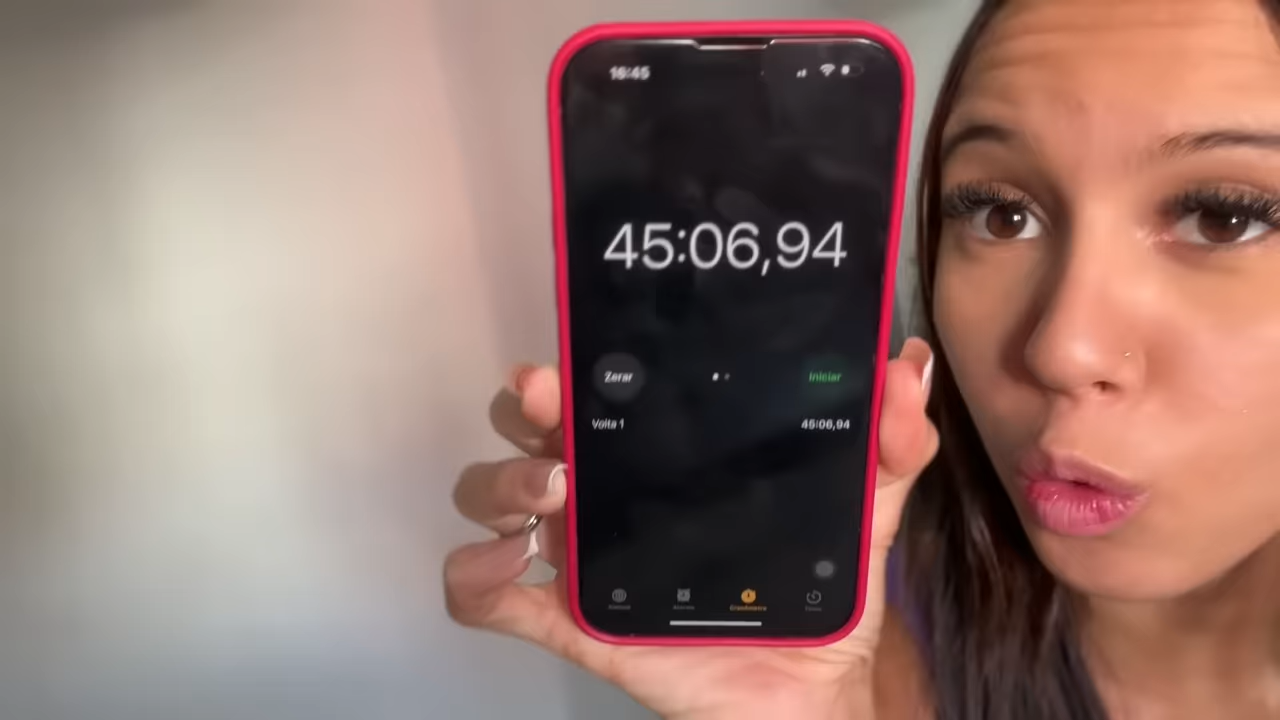 16:45
45:06,94
Zerar
Iniciar
Volta 1
45:06,94
Cronômetro